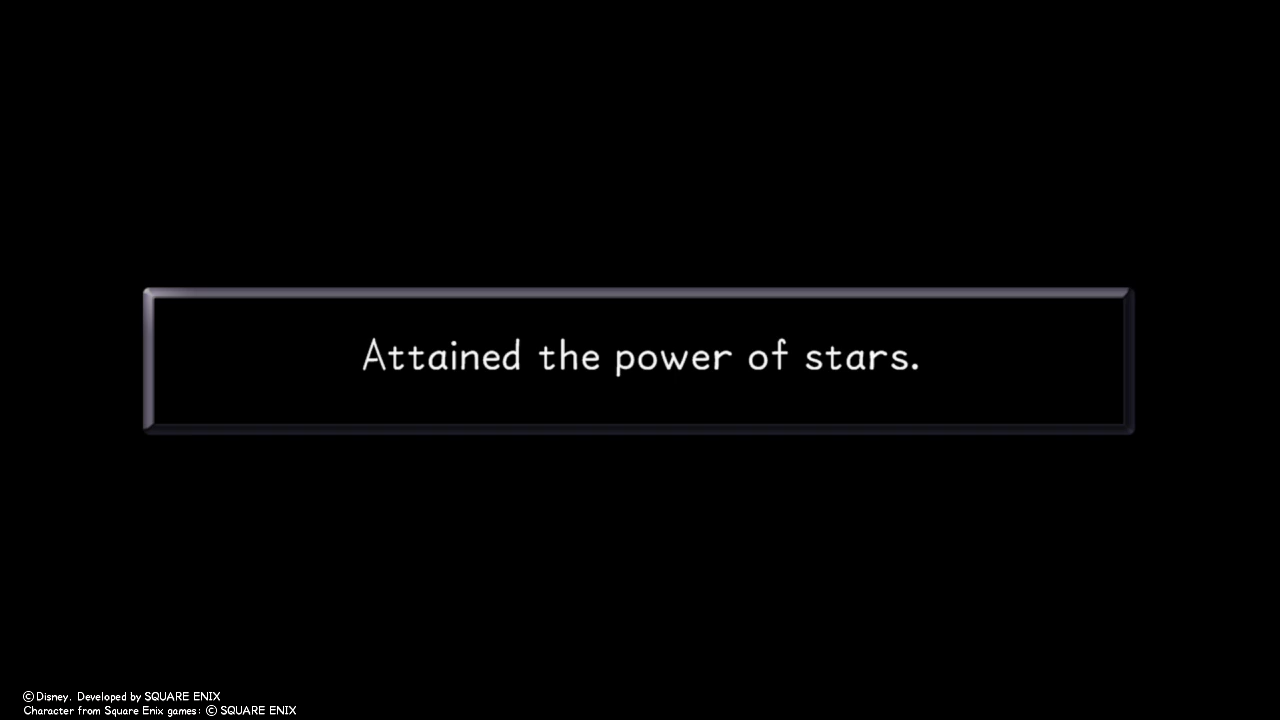 Attained the power of stars.
©Disney. Developed by SQUARE ENIX
Character from Square Enix games: © SQUARE ENIX